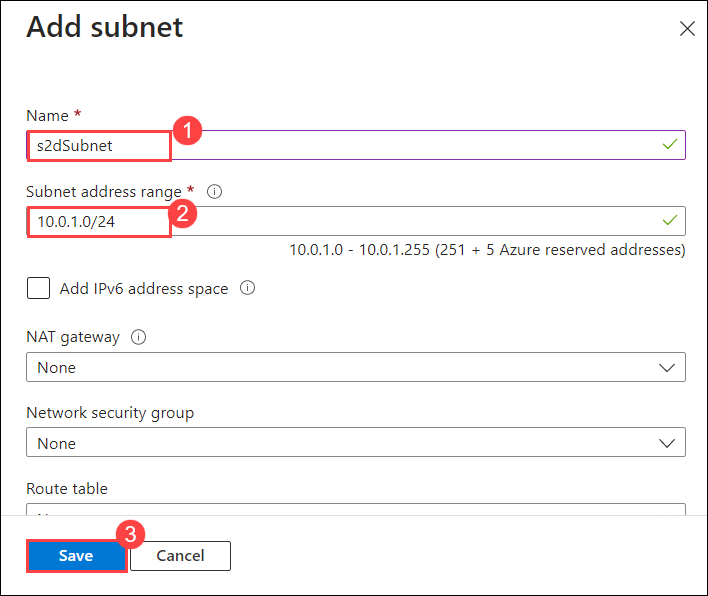 Add subnet
Name *
1
s2dSubnet
Subnet address range *
2
10.0.1.0/24
10.0.1.0 - 10.0.1.255 (251 + 5 Azure reserved addresses)
Add IPv6 address space
NAT gateway
None
Network security group
None
Route table
3
Save Cancel